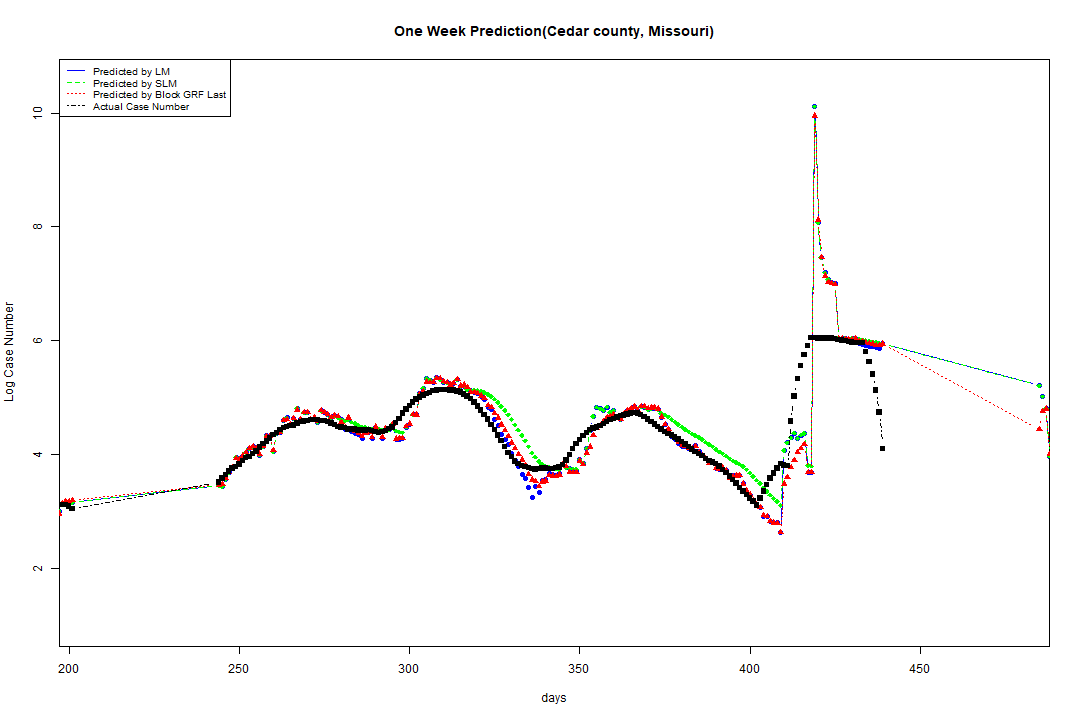 One Week Prediction(Cedar county, Missouri)
Predicted by LM
Predicted by SLM
Predicted by Block GRF Last
Actual Case Number
Log Case Number
10
8
6
4
2
200 250 300 350 400 450
days